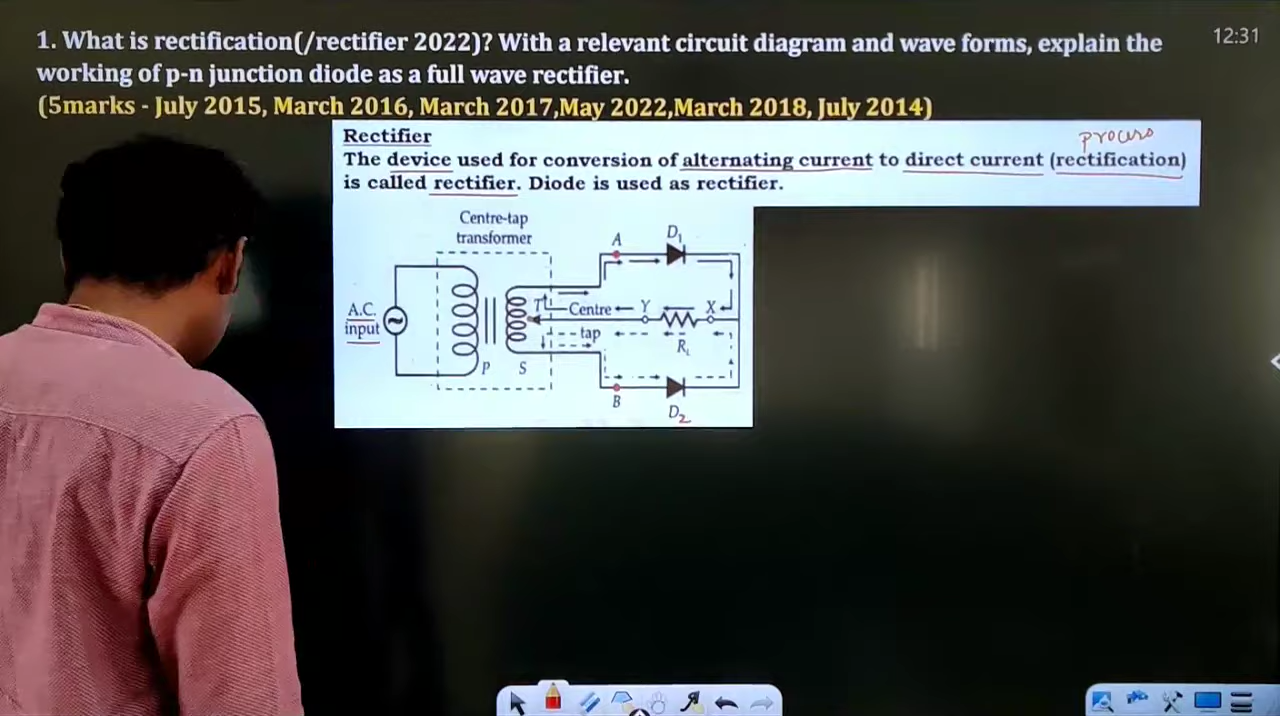 1. What is rectification(/rectifier 2022)? With a relevant circuit diagram and wave forms, explain the
12:31
working of p-n junction diode as a full wave rectifier.
(5marks - July 2015, March 2016, March 2017,May 2022,March 2018, July 2014)
Rectifier
process
The device used for conversion of alternating current to direct current (rectification)
is called rectifier. Diode is used as rectifier.
Centre-tap
transformer
A
D₁
A.C.
input
T
Centre
Y
X
tap
R
P
S
B
D₂